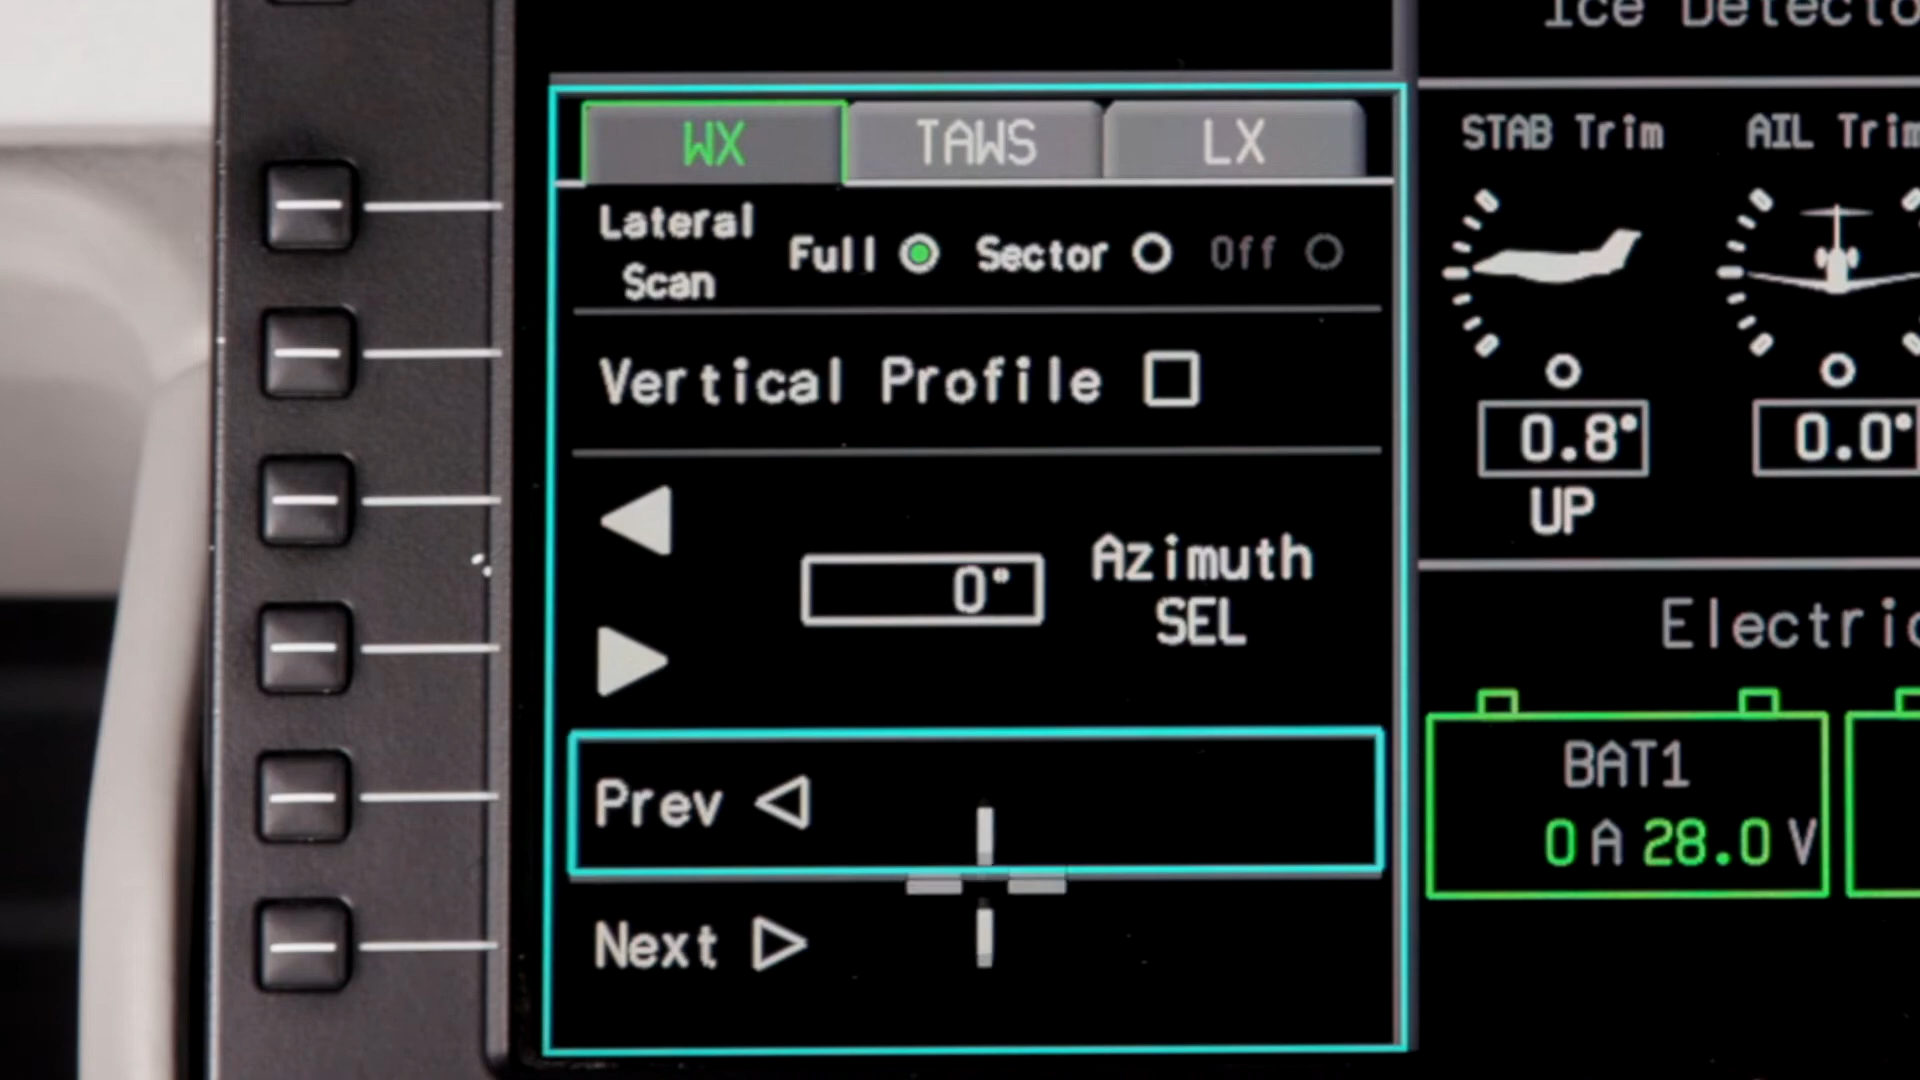 Ice Detecto
WX TAWS LX
Lateral
Scan
Full Sector Off
Vertical Profile
0°
Azimuth
SEL
Prev
Next
STAB Trim
AIL Trim
0.8°
UP
0.0°
Electric
BAT1
0 A 28.0 V